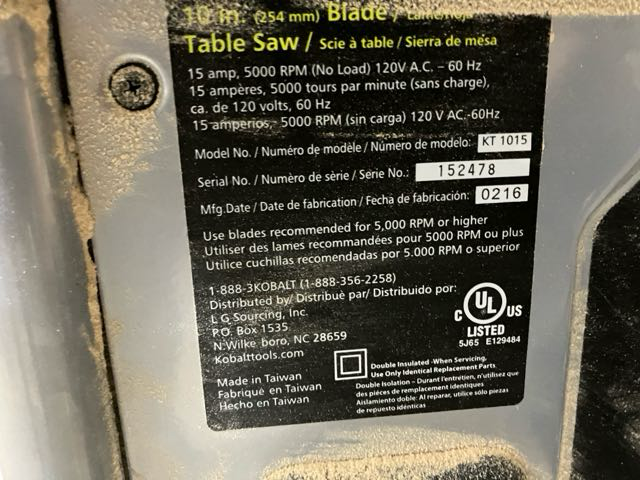 10 in. (254 mm) Blade / Lame/Hoja
Table Saw / Scie à table / Sierra de mesa
15 amp, 5000 RPM (No Load) 120V A.C. – 60 Hz
15 ampères, 5000 tours par minute (sans charge),
ca. de 120 volts, 60 Hz
15 amperios,- 5000 RPM (sin carga) 120 V AC.-60Hz
Model No. / Numéro de modèle / Número de modelo: KT 1015
Serial No. / Numéro de série / Serie No.: 152478
Mfg.Date / Date de fabrication / Fecha de fabricación: 0216
Use blades recommended for 5,000 RPM or higher
Utiliser des lames recommandées pour 5000 RPM ou plus
Utilice cuchillas recomendadas por 5.000 RPM o superior
1-888-3KOBALT (1-888-356-2258)
Distributed by/ Distribué par/ Distribuido por:
L G Sourcing, Inc.
P.O. Box 1535
N.Wilke boro, NC 28659
Kobalttools.com
C UL US
LISTED
5J65 E129484
Made in Taiwan
Fabriqué en Taiwan
Hecho en Taiwan
Double Insulated -When Servicing,
Use Only Identical Replacement Parts.
Double Isolation – Durant l'entretien, n'utilisez que
des pièces de remplacement identiques
Aislamiento doble: Al reparar, utilice sólo piezas
de repuesto idénticas